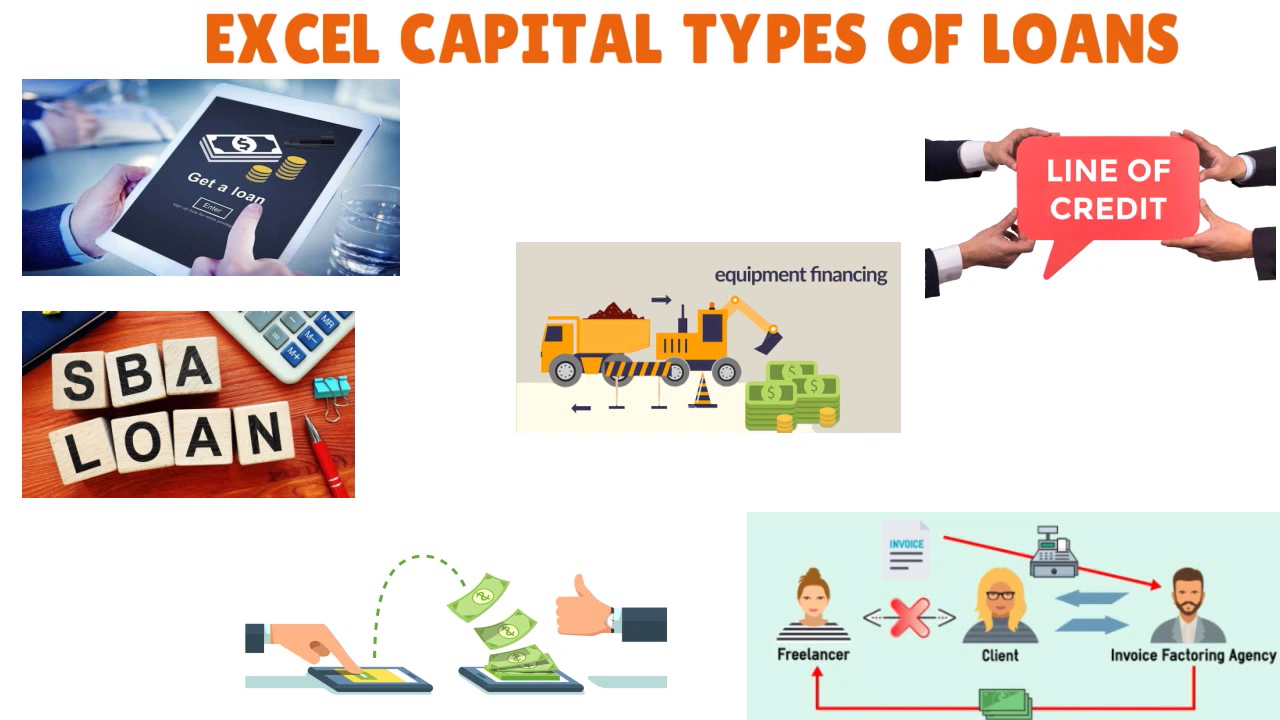 EXCEL CAPITAL TYPES OF LOANS
Get a loan
Enter
LINE OF
CREDIT
equipment financing
SBA
LOAN
MR
M-
M+
INVOICE
Freelancer
Client
Invoice Factoring Agency